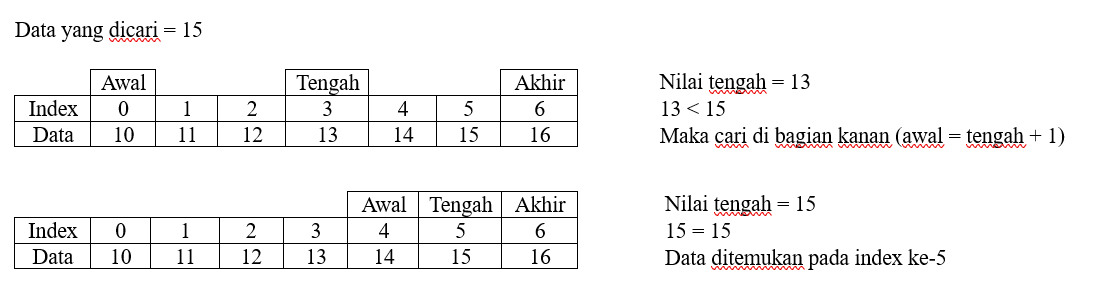 Data yang dicari = 15
Awal Tengah Akhir
Index 0 1 2 3 4 5 6
Data 10 11 12 13 14 15 16
Nilai tengah = 13
13 < 15
Maka cari di bagian kanan (awal = tengah + 1)
Awal Tengah Akhir
Index 0 1 2 3 4 5 6
Data 10 11 12 13 14 15 16
Nilai tengah = 15
15 = 15
Data ditemukan pada index ke-5